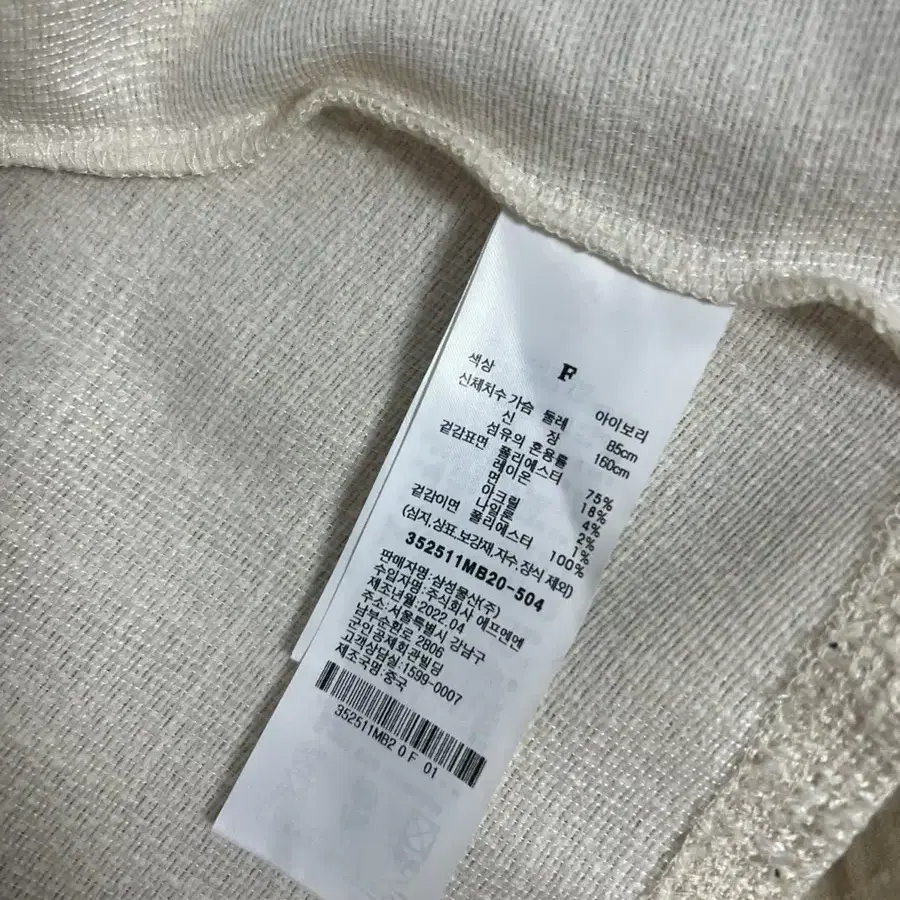 F
색상 아이보리
신체치수 가슴 둘레 85cm
신 장 160cm
섬유의 혼용률
겉감표면 폴리에스터 75%
레이온 18%
면 4%
아크릴 2%
나일론 1%
겉감이면 폴리에스터 100%
(심지,상표,보강재,자수,장식 제외)
352511MB20-504
판매자명:삼성물산(주)
수입자명:주식회사 에프엔엔
제조년월:2022.04
주소:서울특별시 강남구
남부순환로 2806
군인공제회관빌딩
고객상담실:1599-0007
제조국명:중국
352511MB2 0 F 01